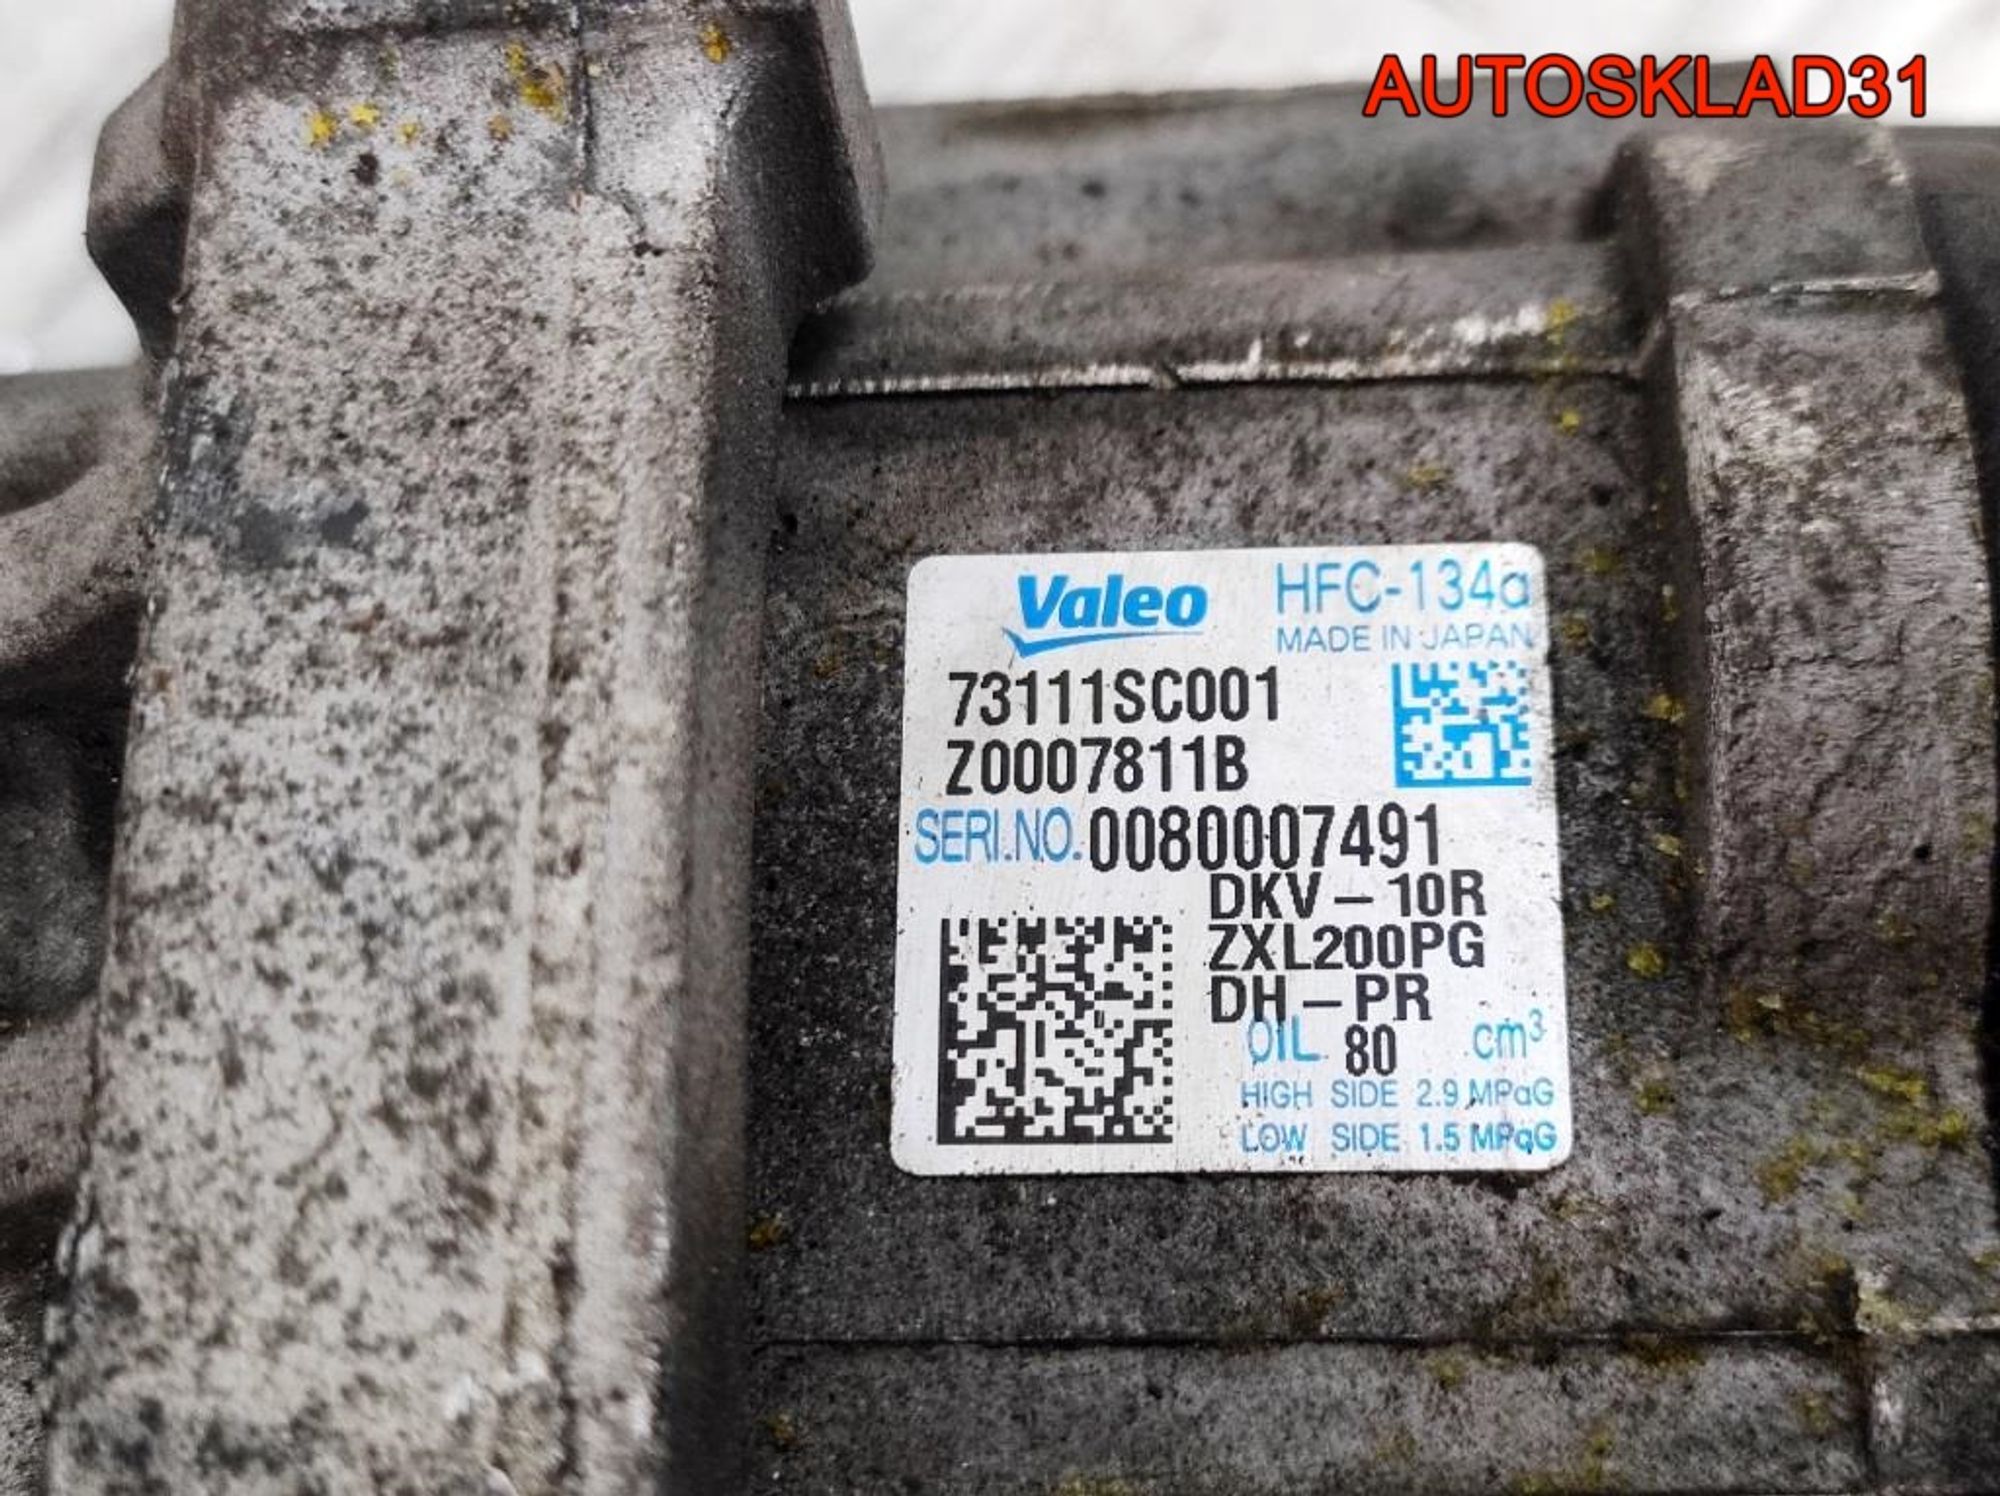 AUTOSKLAD31
Valeo HFC-134a
MADE IN JAPAN
73111SC001
Z0007811B
SERI.NO. 0080007491
DKV-10R
ZXL200PG
DH-PR
OIL 80 cm³
HIGH SIDE 2.9 MPaG
LOW SIDE 1.5 MPaG